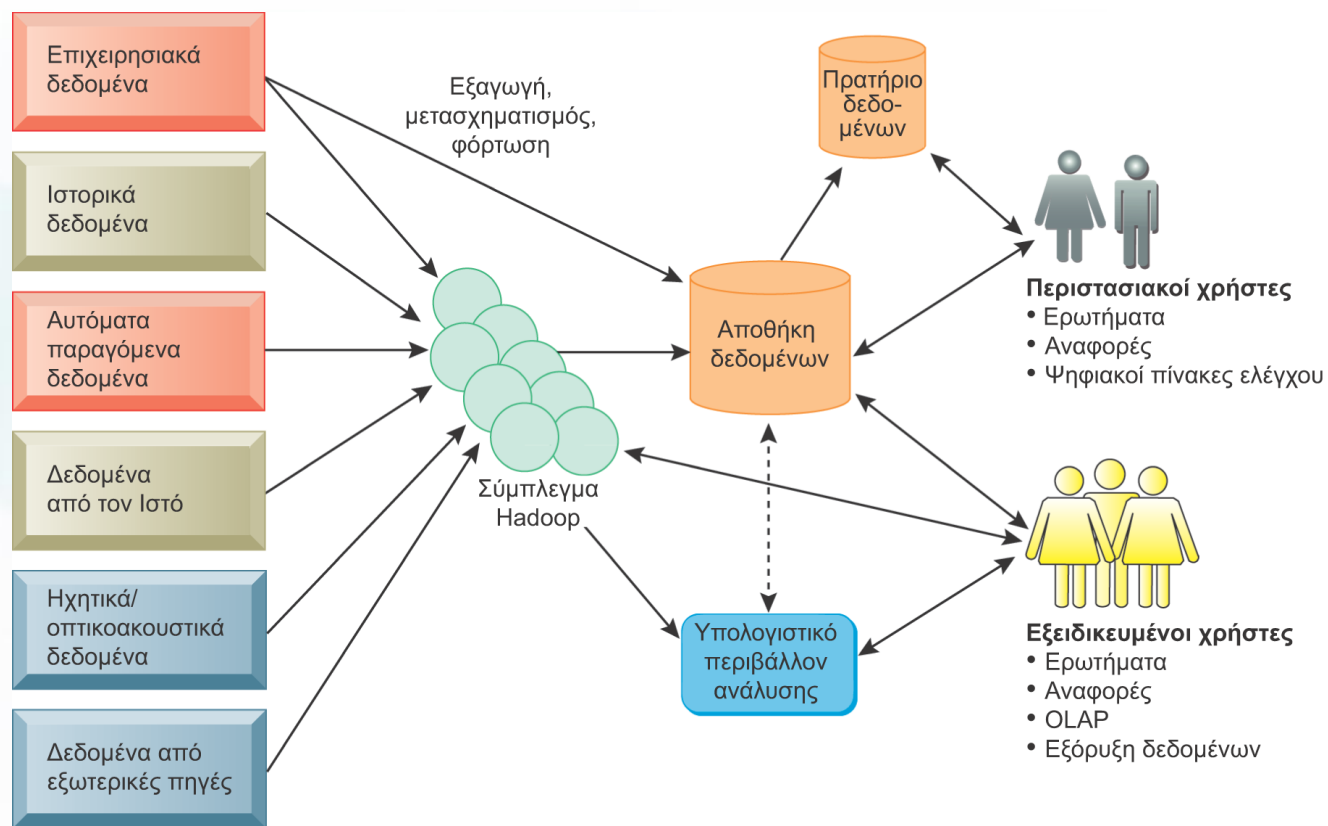 Επιχειρησιακά
δεδομένα
Ιστορικά
δεδομένα
Αυτόματα
παραγόμενα
δεδομένα
Δεδομένα
από τον Ιστό
Ηχητικά/
οπτικοακουστικά
δεδομένα
Δεδομένα από
εξωτερικές πηγές
Εξαγωγή,
μετασχηματισμός,
φόρτωση
Σύμπλεγμα
Hadoop
Πρατήριο
δεδο-
μένων
Αποθήκη
δεδομένων
Υπολογιστικό
περιβάλλον
ανάλυσης
Περιστασιακοί χρήστες
• Ερωτήματα
• Αναφορές
• Ψηφιακοί πίνακες ελέγχου
Εξειδικευμένοι χρήστες
• Ερωτήματα
• Αναφορές
• OLAP
• Εξόρυξη δεδομένων